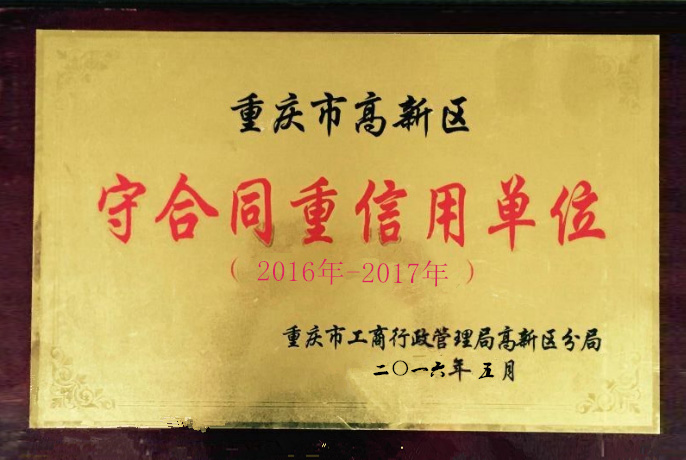 重庆市高新区
守合同重信用单位
（ 2016年-2017年 ）
重庆市工商行政管理局高新区分局
二〇一六年 五月